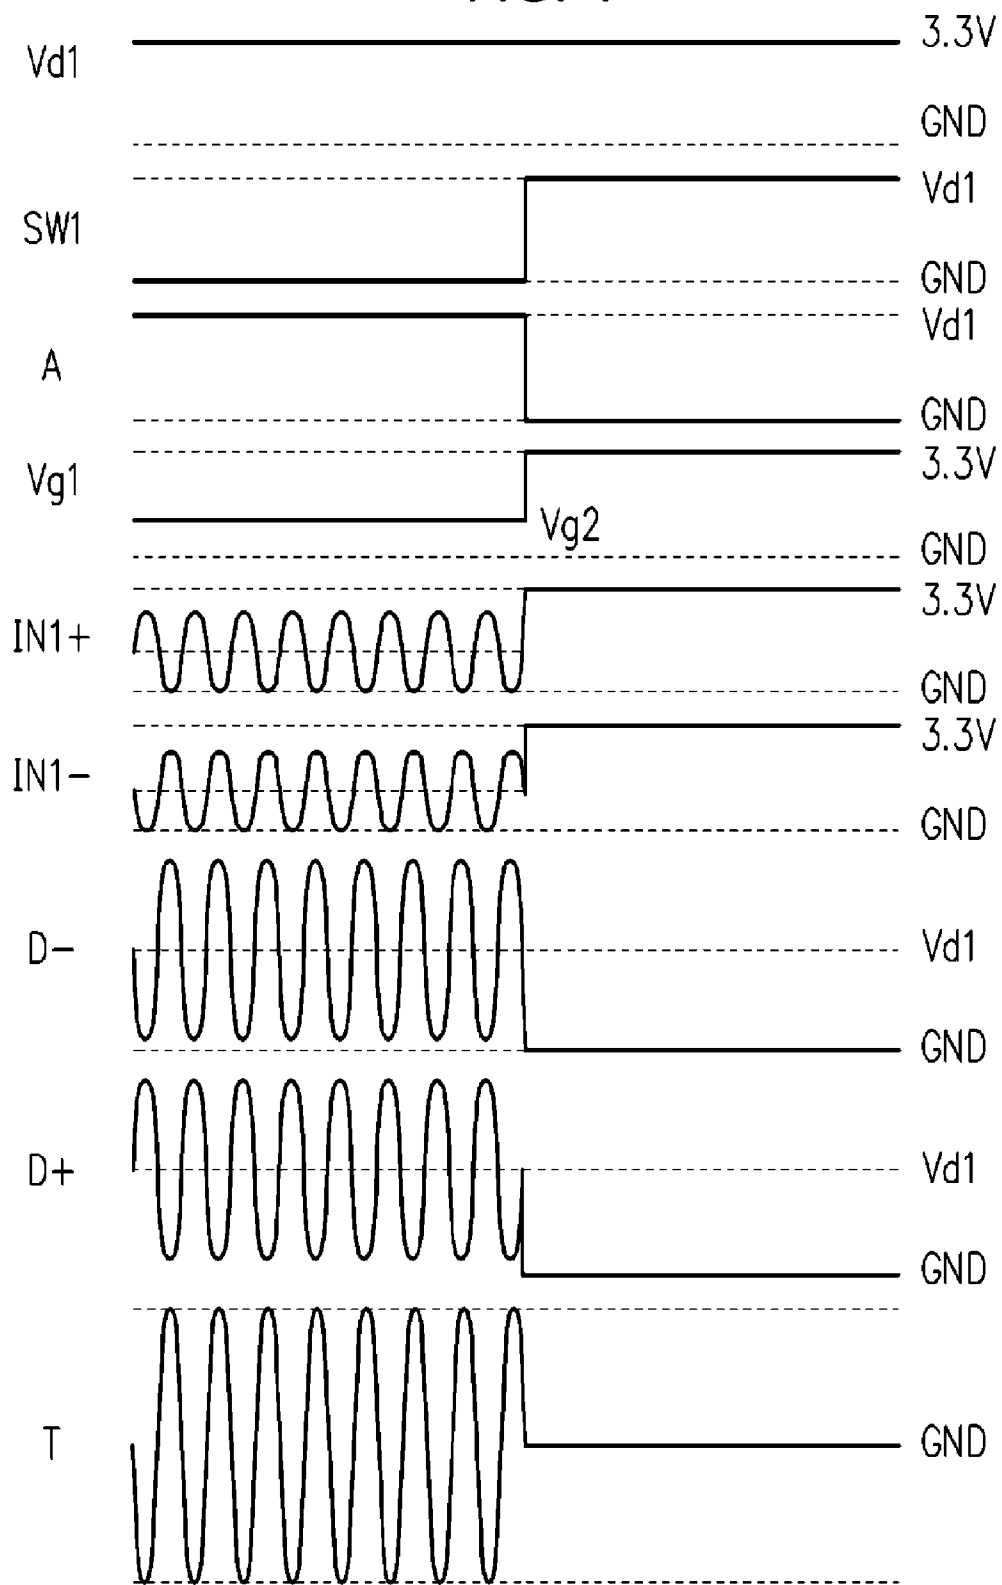 Vd1
3.3V
GND
SW1
Vd1
GND
A
Vd1
GND
Vg1
3.3V
Vg2
GND
IN1+
3.3V
GND
IN1-
3.3V
GND
D-
Vd1
GND
D+
Vd1
GND
T
GND